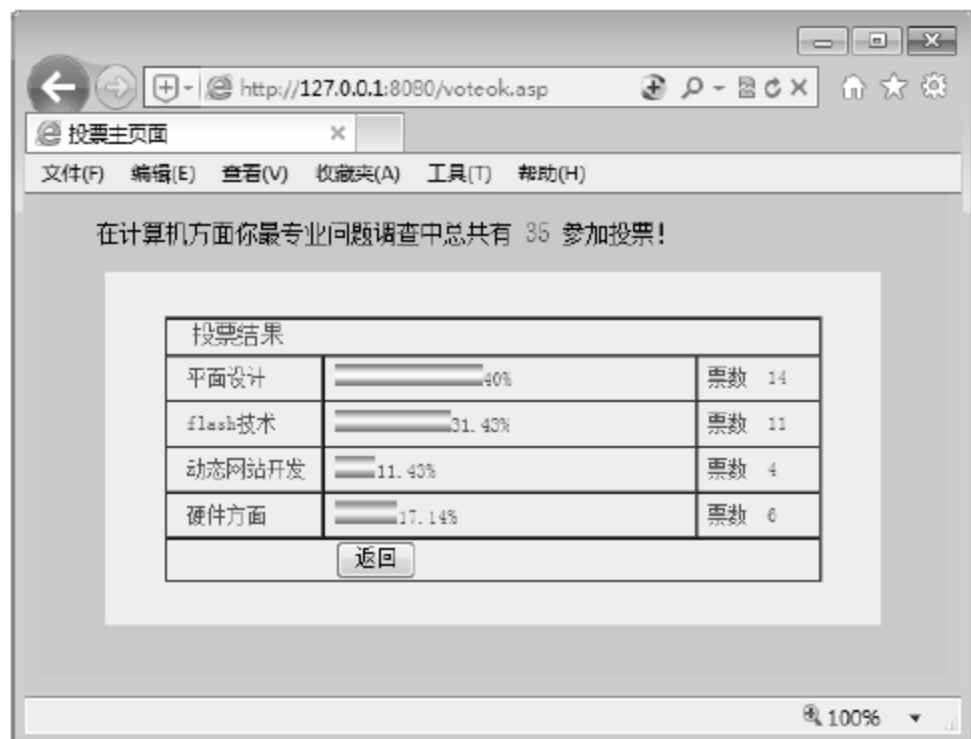 http://127.0.0.1:8080/voteok.asp
投票主页面
文件(F) 编辑(E) 查看(V) 收藏夹(A) 工具(T) 帮助(H)
在计算机方面你最专业问题调查中总共有 35 参加投票!
投票结果
平面设计 40% 票数 14
flash技术 31.43% 票数 11
动态网站开发 11.43% 票数 4
硬件方面 17.14% 票数 6
返回
100%